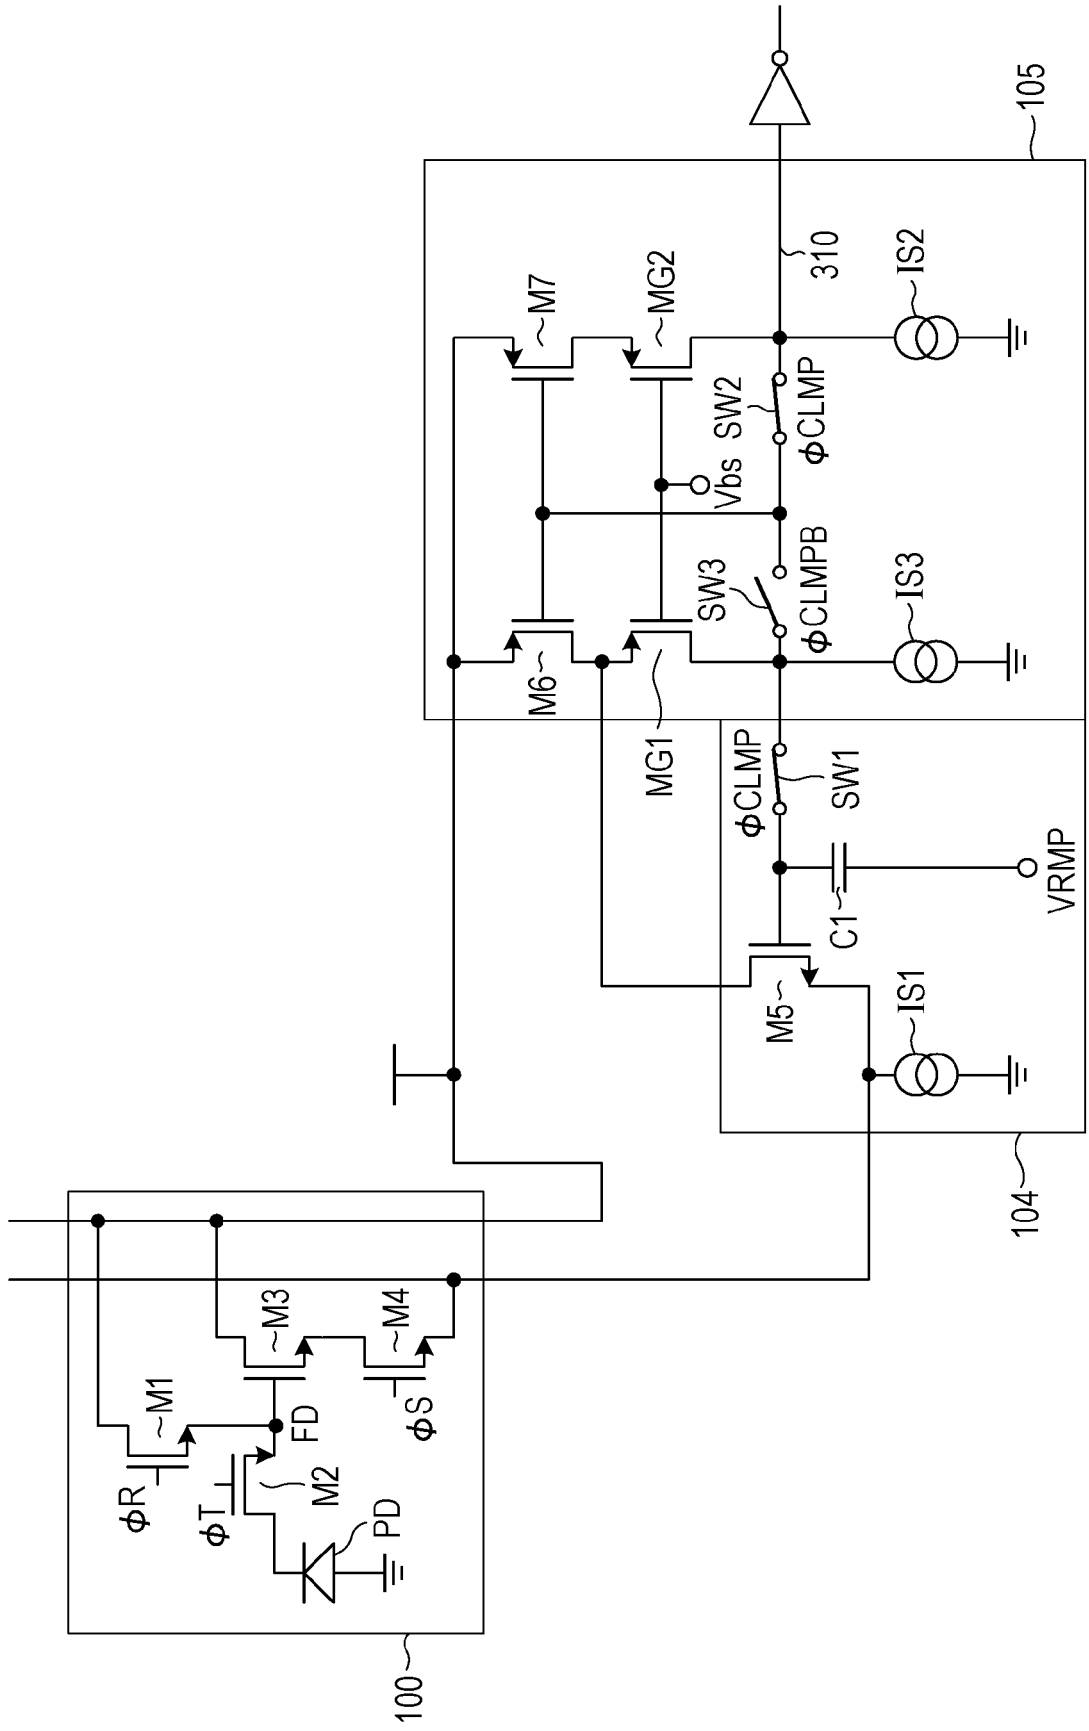 100
ϕR
M1
ϕT
M2
PD
FD
M3
ϕS
M4
104
M5
IS1
C1
VRMP
ϕCLMP
SW1
105
M6
MG1
M7
MG2
Vbs
SW3
ϕCLMPB
SW2
ϕCLMP
IS3
IS2
310